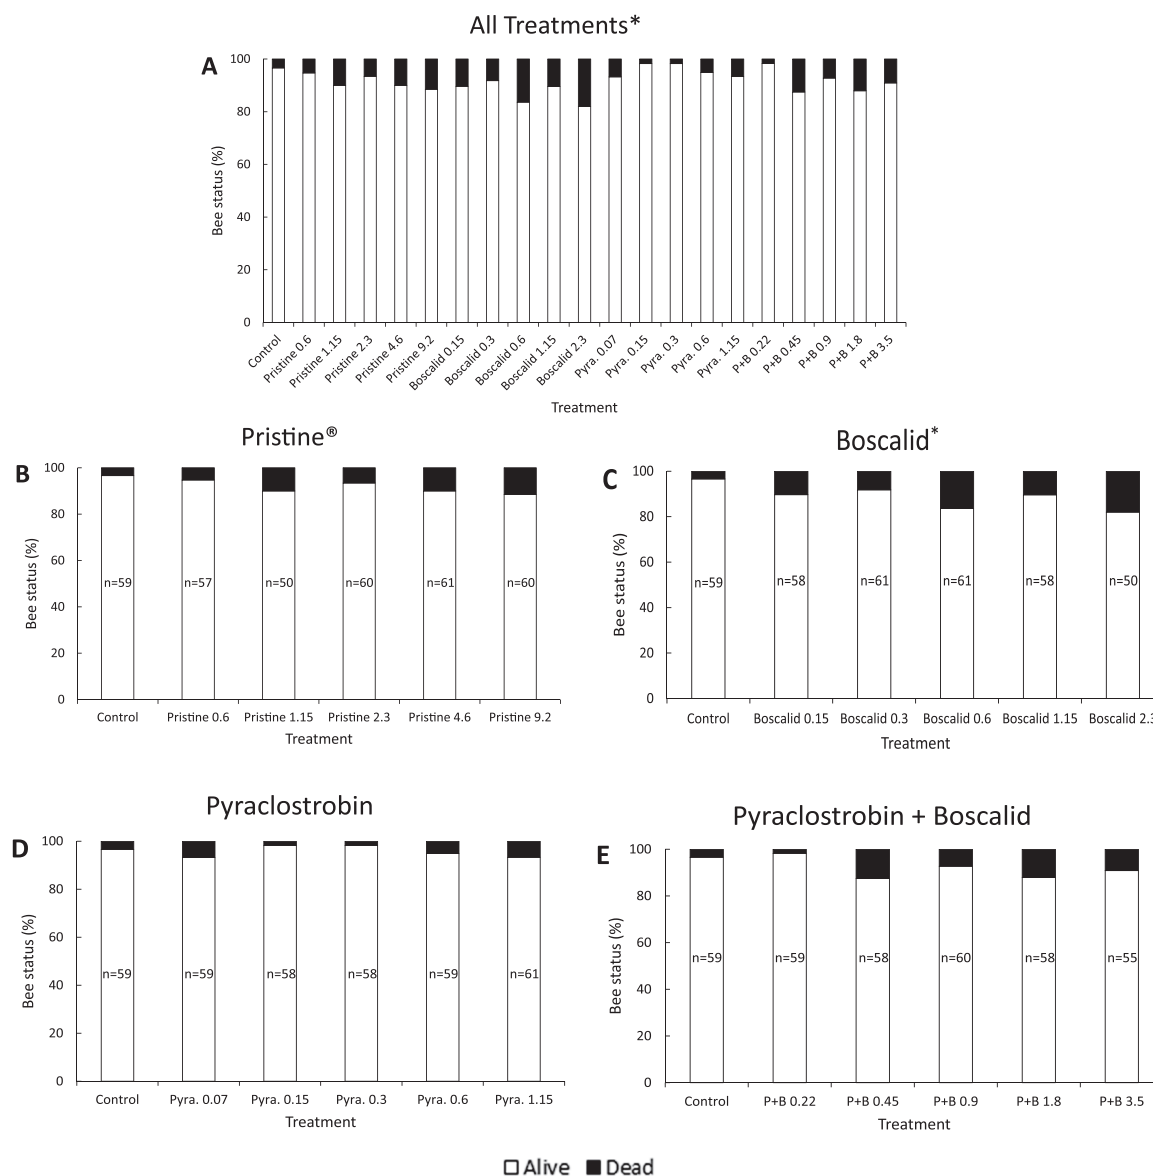 All Treatments*
A
100
80
60
40
20
0
Bee status (%)
Control
Pristine 0.6
Pristine 1.15
Pristine 2.3
Pristine 4.6
Pristine 9.2
Boscalid 0.15
Boscalid 0.3
Boscalid 0.6
Boscalid 1.15
Boscalid 2.3
Pyra. 0.07
Pyra. 0.15
Pyra. 0.3
Pyra. 0.6
Pyra. 1.15
P+B 0.22
P+B 0.45
P+B 0.9
P+B 1.8
P+B 3.5
Treatment
Pristine®
B
100
80
60
40
20
0
Bee status (%)
n=59 n=57 n=50 n=60 n=61 n=60
Control Pristine 0.6 Pristine 1.15 Pristine 2.3 Pristine 4.6 Pristine 9.2
Treatment
Boscalid*
C
100
80
60
40
20
0
Bee status (%)
n=59 n=58 n=61 n=61 n=58 n=50
Control Boscalid 0.15 Boscalid 0.3 Boscalid 0.6 Boscalid 1.15 Boscalid 2.3
Treatment
Pyraclostrobin
D
100
80
60
40
20
0
Bee status (%)
n=59 n=59 n=58 n=58 n=59 n=61
Control Pyra. 0.07 Pyra. 0.15 Pyra. 0.3 Pyra. 0.6 Pyra. 1.15
Treatment
Pyraclostrobin + Boscalid
E
100
80
60
40
20
0
Bee status (%)
n=59 n=59 n=58 n=60 n=58 n=55
Control P+B 0.22 P+B 0.45 P+B 0.9 P+B 1.8 P+B 3.5
Treatment
Alive Dead